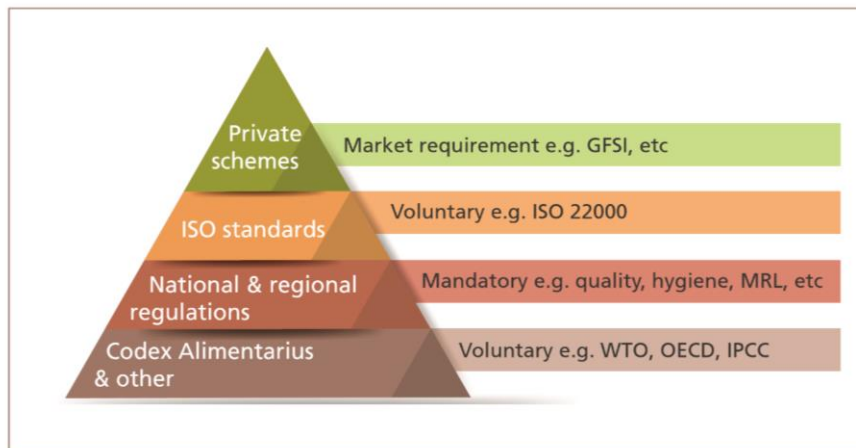 Private
schemes
Market requirement e.g. GFSI, etc
ISO standards
Voluntary e.g. ISO 22000
National & regional
regulations
Mandatory e.g. quality, hygiene, MRL, etc
Codex Alimentarius
& other
Voluntary e.g. WTO, OECD, IPCC